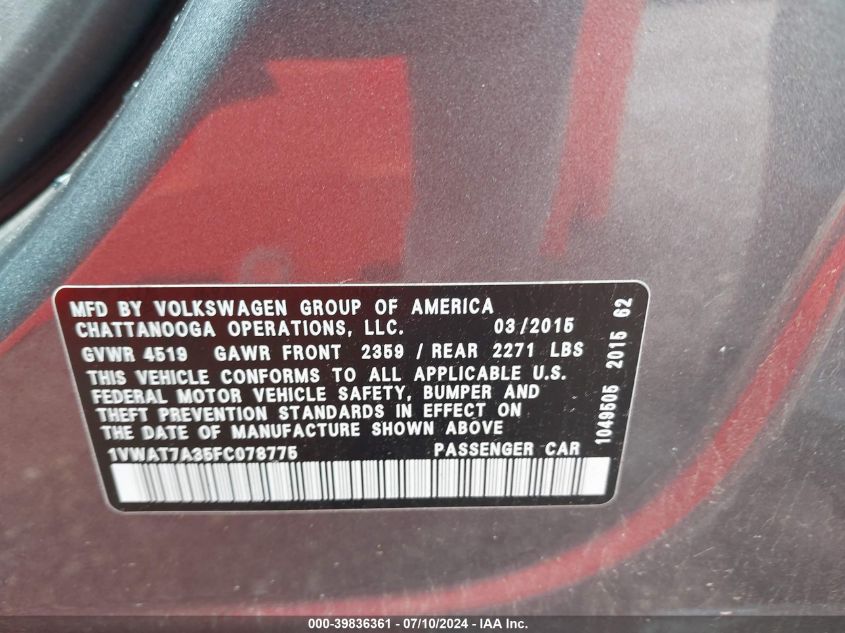 MFD BY VOLKSWAGEN GROUP OF AMERICA
CHATTANOOGA OPERATIONS, LLC. 03/2015
GVWR 4519 GAWR FRONT 2359 / REAR 2271 LBS
THIS VEHICLE CONFORMS TO ALL APPLICABLE U.S.
FEDERAL MOTOR VEHICLE SAFETY, BUMPER AND
THEFT PREVENTION STANDARDS IN EFFECT ON
THE DATE OF MANUFACTURE SHOWN ABOVE
1VWAT7A35FC078775 PASSENGER CAR
1049505 2015 62
000-39836361 - 07/10/2024 - IAA Inc.